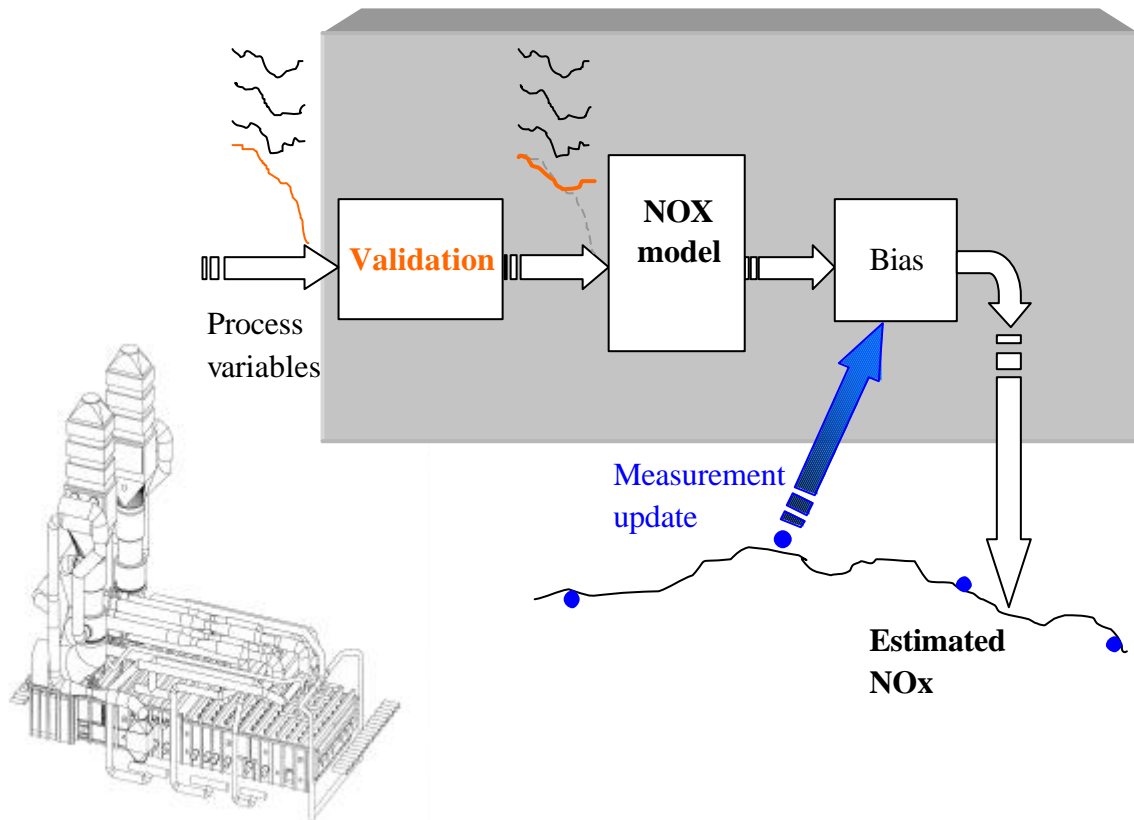 Validation
NOX
model
Bias
Process
variables
Measurement
update
Estimated
NOx